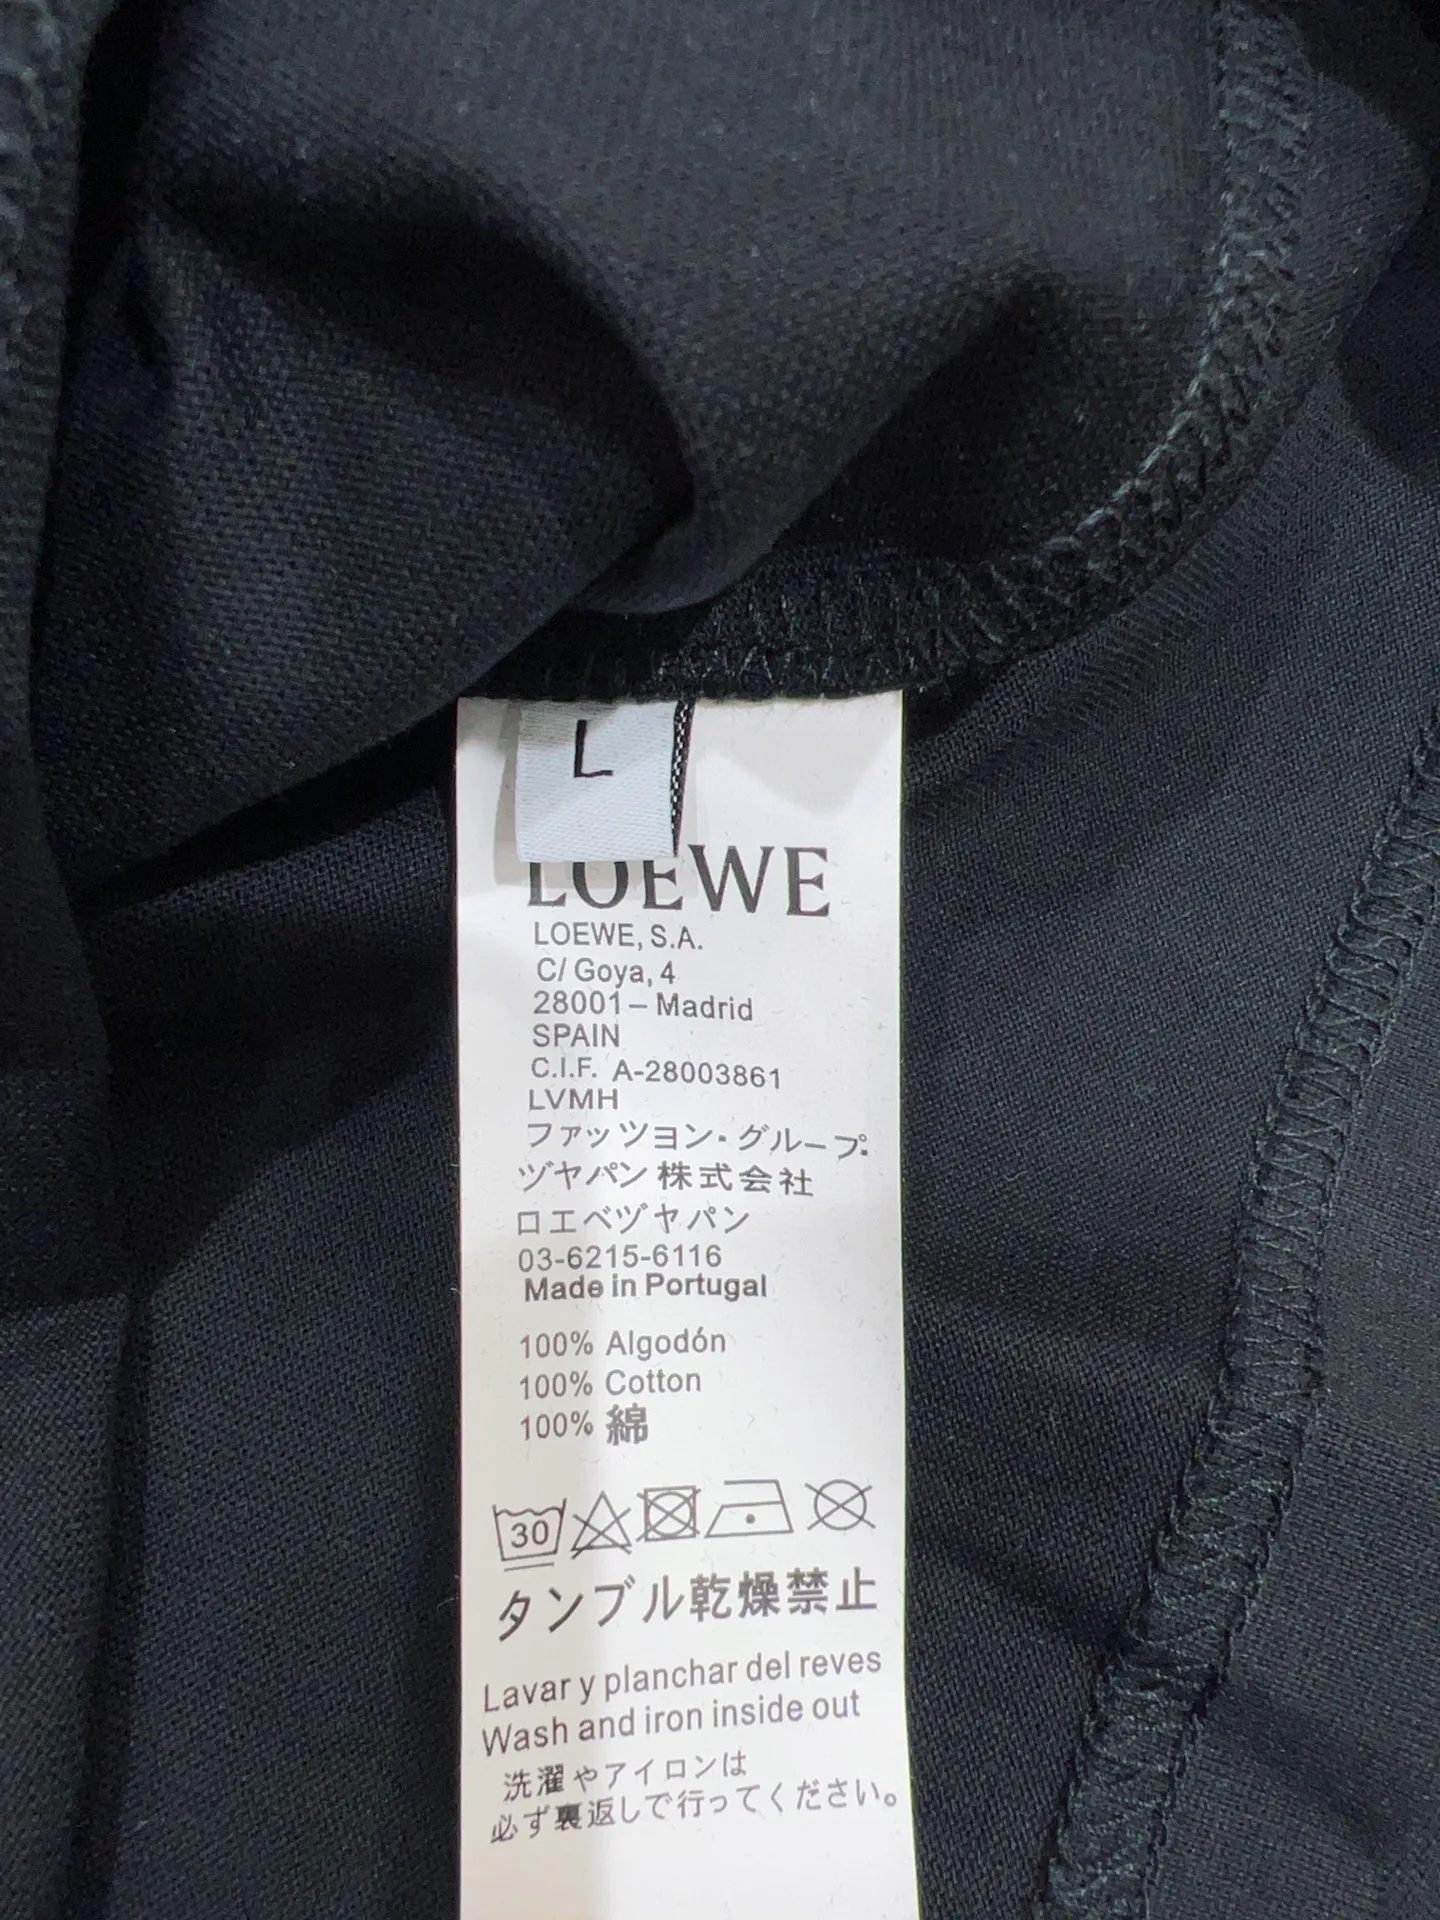 L
LOEWE
LOEWE, S.A.
C/ Goya, 4
28001 – Madrid
SPAIN
C.I.F. A-28003861
LVMH
ファッツヨン・グループ・
ヅヤパン 株式会社
ロエベヅヤパン
03-6215-6116
Made in Portugal
100% Algodón
100% Cotton
100% 綿
30
タンブル乾燥禁止
Lavar y planchar del reves
Wash and iron inside out
洗濯やアイロンは
必ず裏返しで行ってください。